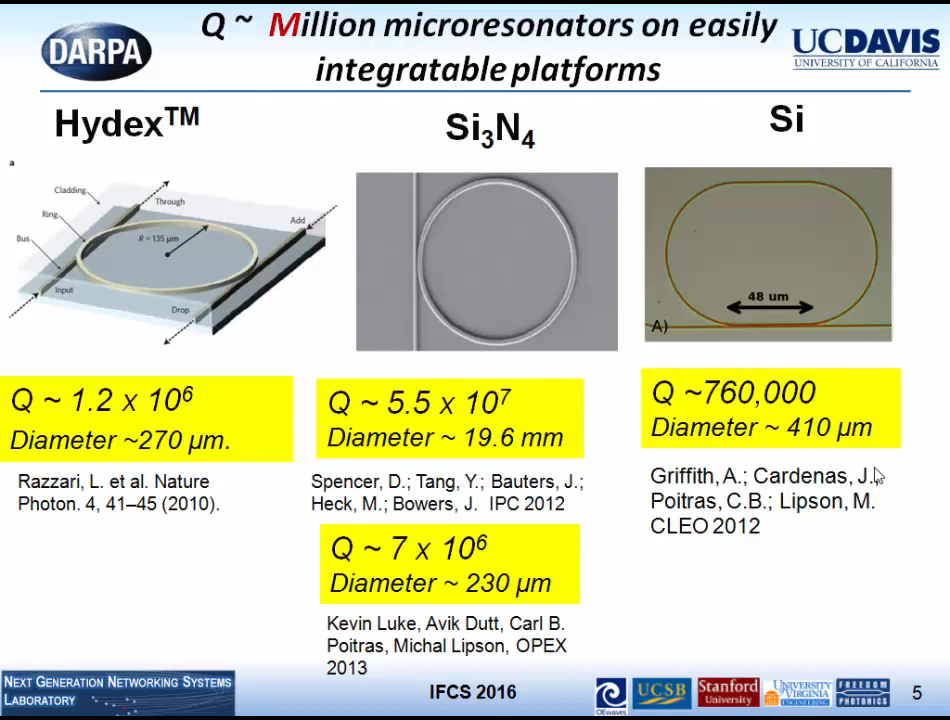 Q ~ Million microresonators on easily
integratable platforms
DARPA
UCDAVIS
UNIVERSITY OF CALIFORNIA
Hydex™
Si₃N₄
Si
a
Cladding
Through
Ring
Add
Bus
R = 135 µm
Input
Drop
48 um
A)
Q ~ 1.2 x 10⁶
Diameter ~270 µm.
Razzari, L. et al. Nature
Photon. 4, 41–45 (2010).
Q ~ 5.5 x 10⁷
Diameter ~ 19.6 mm
Spencer, D.; Tang, Y.; Bauters, J.;
Heck, M.; Bowers, J. IPC 2012
Q ~ 7 x 10⁶
Diameter ~ 230 µm
Kevin Luke, Avik Dutt, Carl B.
Poitras, Michal Lipson, OPEX
2013
Q ~760,000
Diameter ~ 410 µm
Griffith, A.; Cardenas, J.;
Poitras, C.B.; Lipson, M.
CLEO 2012
NEXT GENERATION NETWORKING SYSTEMS
LABORATORY
IFCS 2016
OEwaves
UCSB
Stanford
University
UNIVERSITY
of VIRGINIA
ENGINEERING
FREEDOM
PHOTONICS
5